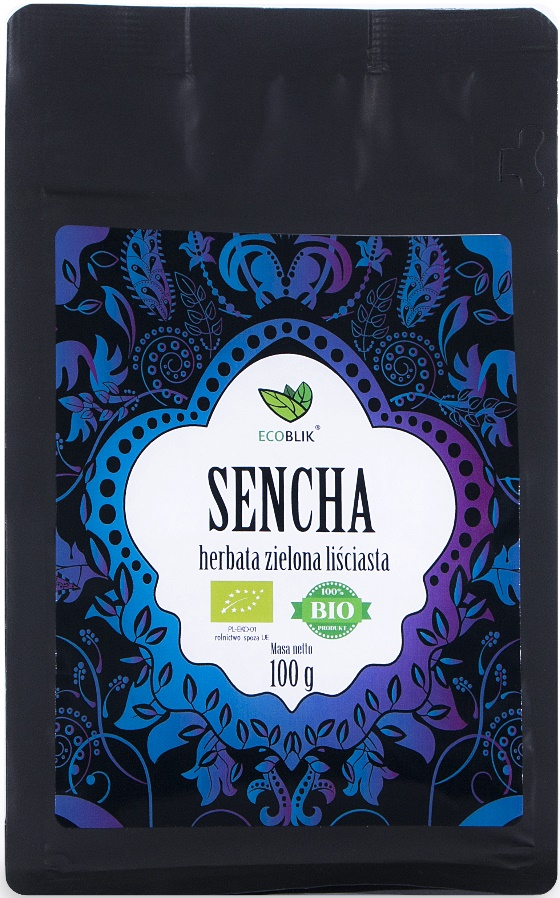 ECOBLIK®
SENCHA
herbata zielona liściasta
PL-EKO-01
rolnictwo spoza UE
100%
BIO
PRODUKT
Masa netto
100 g